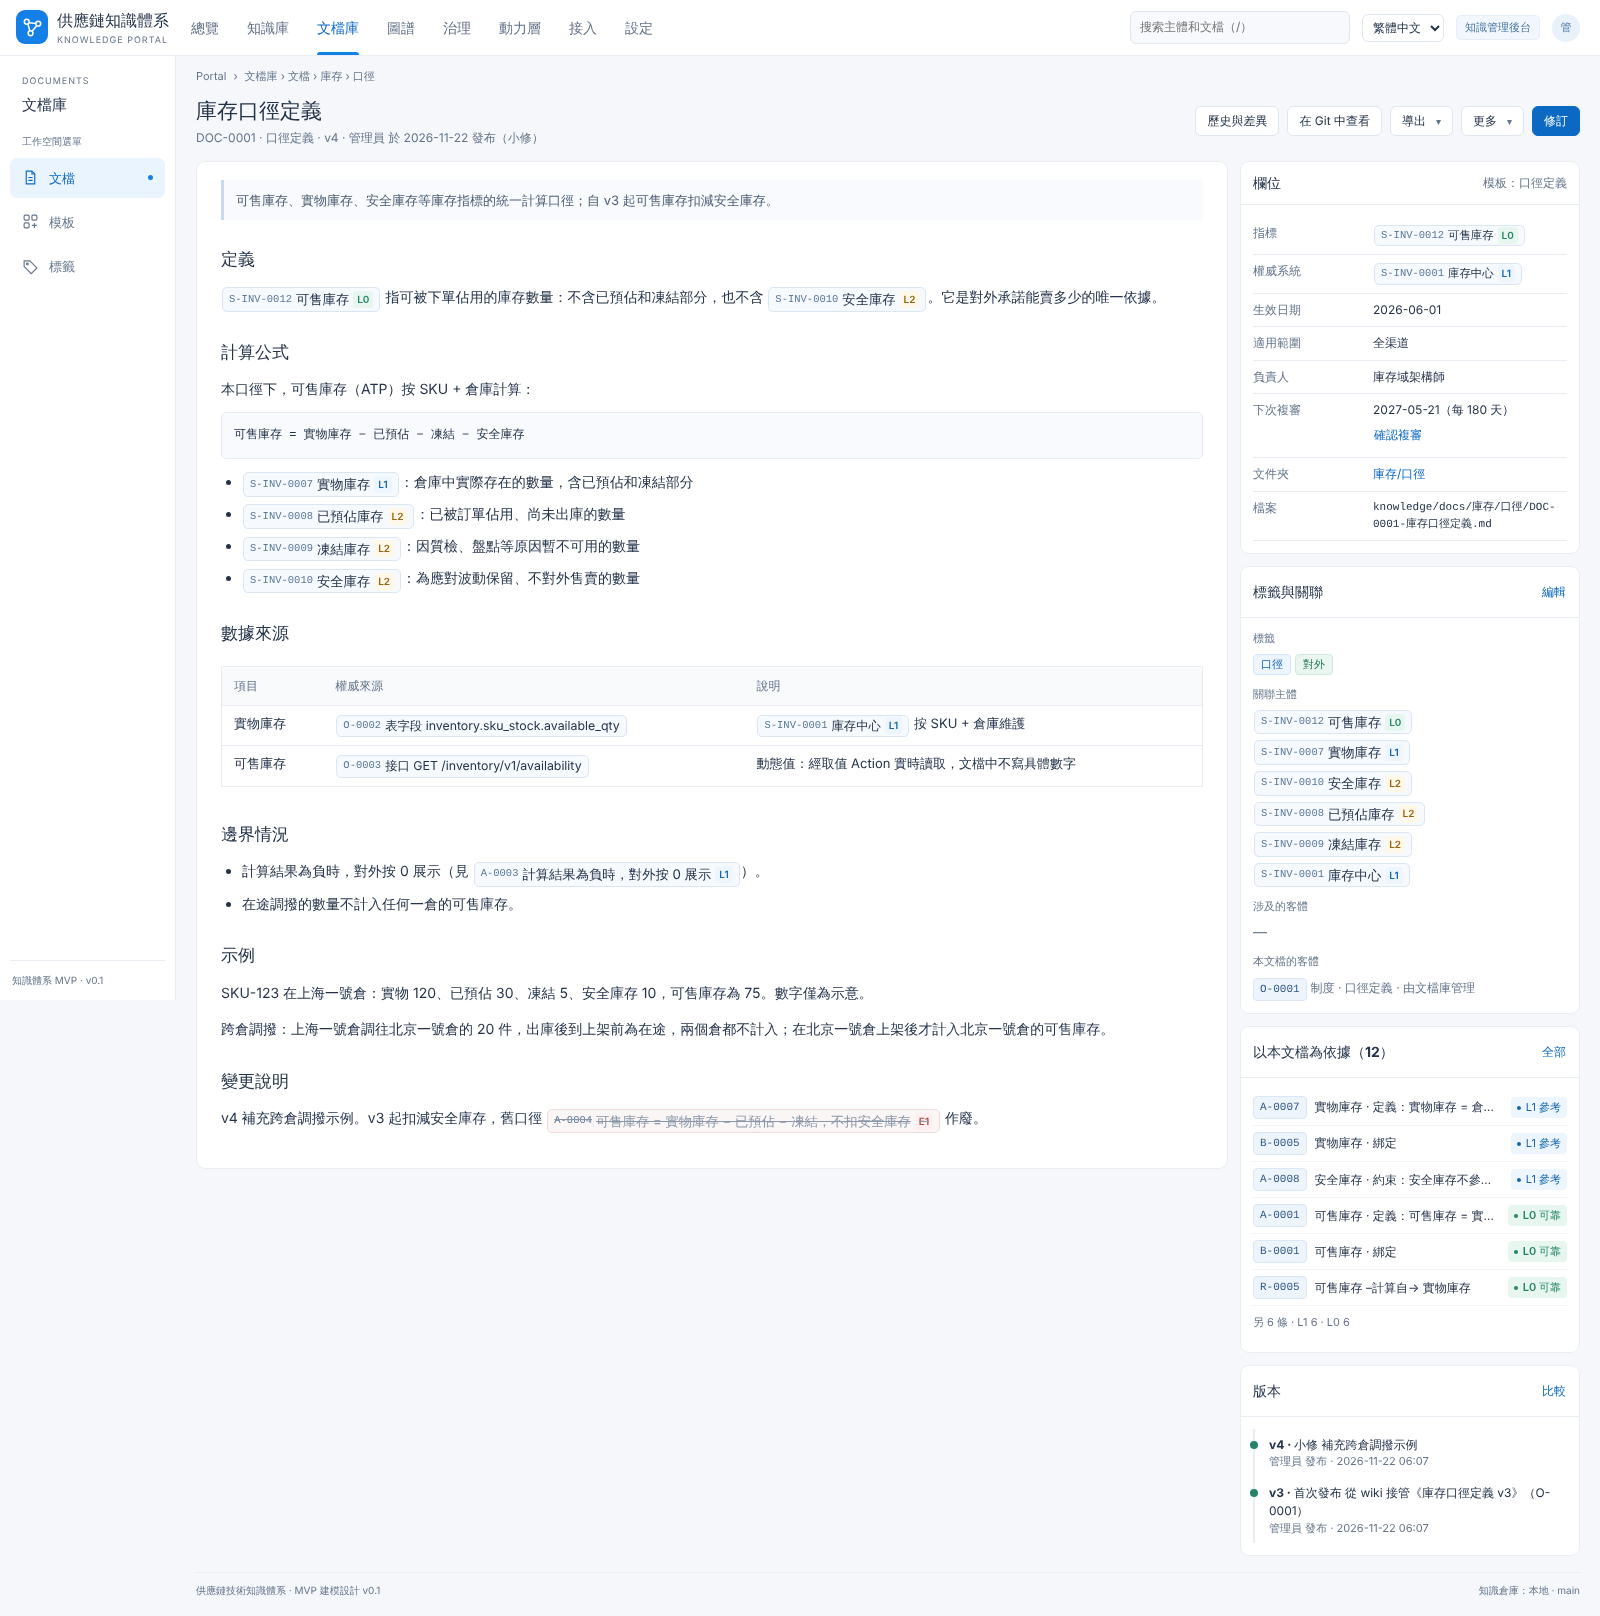 供應鏈知識體系
KNOWLEDGE PORTAL
總覽 知識庫 文檔庫 圖譜 治理 動力層 接入 設定
搜索主體和文檔（/）
繁體中文
知識管理後台
管
DOCUMENTS
文檔庫
工作空間選單
文檔
模板
標籤
知識體系 MVP · v0.1
Portal › 文檔庫 › 文檔 › 庫存 › 口徑
庫存口徑定義
DOC-0001 · 口徑定義 · v4 · 管理員 於 2026-11-22 發布（小修）
歷史與差異 在 Git 中查看 導出 ▾ 更多 ▾ 修訂
可售庫存、實物庫存、安全庫存等庫存指標的統一計算口徑；自 v3 起可售庫存扣減安全庫存。
定義
S-INV-0012 可售庫存 L0 指可被下單佔用的庫存數量：不含已預佔和凍結部分，也不含 S-INV-0010 安全庫存 L2 。它是對外承諾能賣多少的唯一依據。
計算公式
本口徑下，可售庫存（ATP）按 SKU + 倉庫計算：
可售庫存 = 實物庫存 − 已預佔 − 凍結 − 安全庫存
• S-INV-0007 實物庫存 L1 ：倉庫中實際存在的數量，含已預佔和凍結部分
• S-INV-0008 已預佔庫存 L2 ：已被訂單佔用、尚未出庫的數量
• S-INV-0009 凍結庫存 L2 ：因質檢、盤點等原因暫不可用的數量
• S-INV-0010 安全庫存 L2 ：為應對波動保留、不對外售賣的數量
數據來源
項目 權威來源 說明
實物庫存 O-0002 表字段 inventory.sku_stock.available_qty S-INV-0001 庫存中心 L1 按 SKU + 倉庫維護
可售庫存 O-0003 接口 GET /inventory/v1/availability 動態值：經取值 Action 實時讀取，文檔中不寫具體數字
邊界情況
• 計算結果為負時，對外按 0 展示（見 A-0003 計算結果為負時，對外按 0 展示 L1 ）。
• 在途調撥的數量不計入任何一倉的可售庫存。
示例
SKU-123 在上海一號倉：實物 120、已預佔 30、凍結 5、安全庫存 10，可售庫存為 75。數字僅為示意。
跨倉調撥：上海一號倉調往北京一號倉的 20 件，出庫後到上架前為在途，兩個倉都不計入；在北京一號倉上架後才計入北京一號倉的可售庫存。
變更說明
v4 補充跨倉調撥示例。v3 起扣減安全庫存，舊口徑 A-0004 可售庫存 = 實物庫存 − 已預佔 − 凍結，不扣安全庫存 E1 作廢。
欄位 模板：口徑定義
指標 S-INV-0012 可售庫存 L0
權威系統 S-INV-0001 庫存中心 L1
生效日期 2026-06-01
適用範圍 全渠道
負責人 庫存域架構師
下次複審 2027-05-21（每 180 天）
確認複審
文件夾 庫存/口徑
檔案 knowledge/docs/庫存/口徑/DOC-
0001-庫存口徑定義.md
標籤與關聯 編輯
標籤
口徑 對外
關聯主體
S-INV-0012 可售庫存 L0
S-INV-0007 實物庫存 L1
S-INV-0010 安全庫存 L2
S-INV-0008 已預佔庫存 L2
S-INV-0009 凍結庫存 L2
S-INV-0001 庫存中心 L1
涉及的客體
—
本文檔的客體
O-0001 制度 · 口徑定義 · 由文檔庫管理
以本文檔為依據（12） 全部
A-0007 實物庫存 · 定義：實物庫存 = 倉... • L1 參考
B-0005 實物庫存 · 綁定 • L1 參考
A-0008 安全庫存 · 約束：安全庫存不參... • L1 參考
A-0001 可售庫存 · 定義：可售庫存 = 實... • L0 可靠
B-0001 可售庫存 · 綁定 • L0 可靠
R-0005 可售庫存 –計算自→ 實物庫存 • L0 可靠
另 6 條 · L1 6 · L0 6
版本 比較
v4 · 小修 補充跨倉調撥示例
管理員 發布 · 2026-11-22 06:07
v3 · 首次發布 從 wiki 接管《庫存口徑定義 v3》（O-
0001）
管理員 發布 · 2026-11-22 06:07
供應鏈技術知識體系 · MVP 建模設計 v0.1
知識倉庫：本地 · main